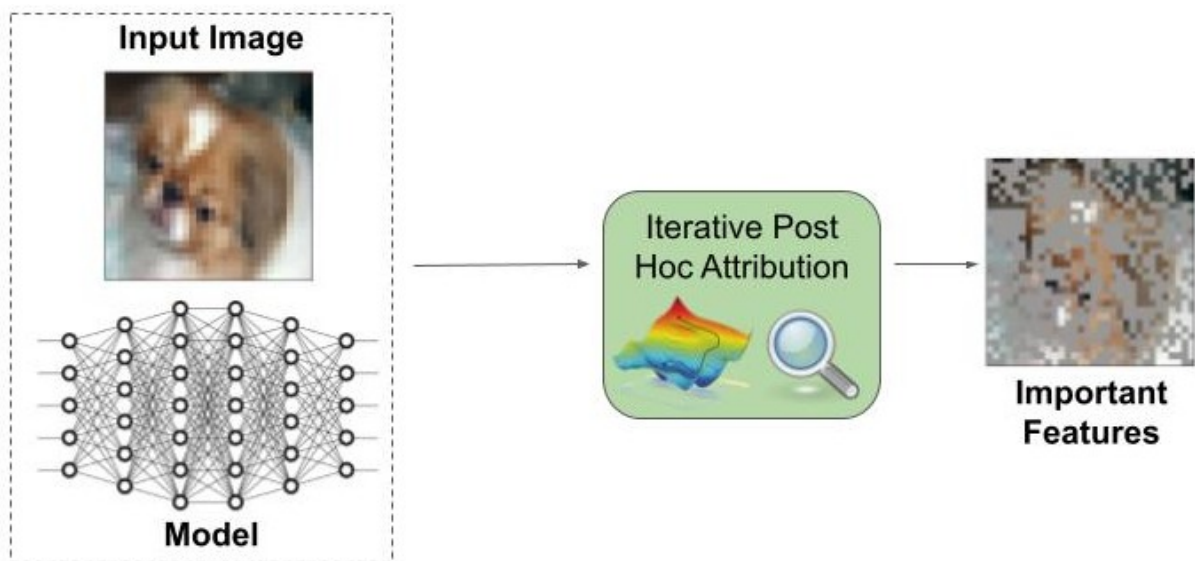 Input Image
Model
Iterative Post
Hoc Attribution
Important
Features